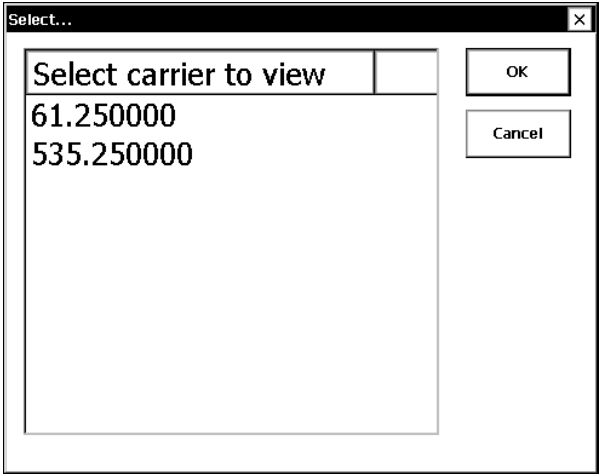 Select...
Select carrier to view
61.250000
535.250000
OK
Cancel